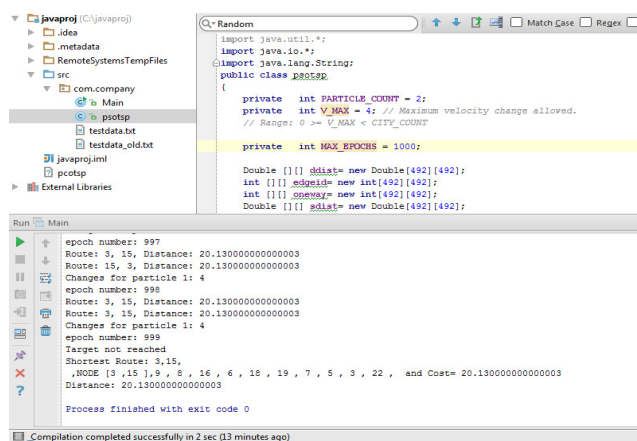 javaproj (C:\javaproj)
.idea
.metadata
RemoteSystemsTempFiles
src
com.company
Main
psotsp
testdata.txt
testdata_old.txt
javaproj.iml
pcotsp
External Libraries
Random
Match Case
Regex
import java.util.*;
import java.io.*;
import java.lang.String;
public class psotsp
{
private int PARTICLE_COUNT = 2;
private int V_MAX = 4; // Maximum velocity change allowed.
// Range: 0 >= V_MAX < CITY_COUNT
private int MAX_EPOCHS = 1000;
Double [][] ddist= new Double[492][492];
int [][] edgeid= new int[492][492];
int [][] oneway= new int[492][492];
Double [][] sdist= new Double[492][492];
Run Main
epoch number: 997
Route: 3, 15, Distance: 20.130000000000003
Route: 15, 3, Distance: 20.130000000000003
Changes for particle 1: 4
epoch number: 998
Route: 3, 15, Distance: 20.130000000000003
Route: 3, 15, Distance: 20.130000000000003
Changes for particle 1: 4
epoch number: 999
Target not reached
Shortest Route: 3,15,
,NODE [3 ,15 ],9 , 8 , 16 , 6 , 18 , 19 , 7 , 5 , 3 , 22 , and Cost= 20.130000000000003
Distance: 20.130000000000003
Process finished with exit code 0
Compilation completed successfully in 2 sec (13 minutes ago)